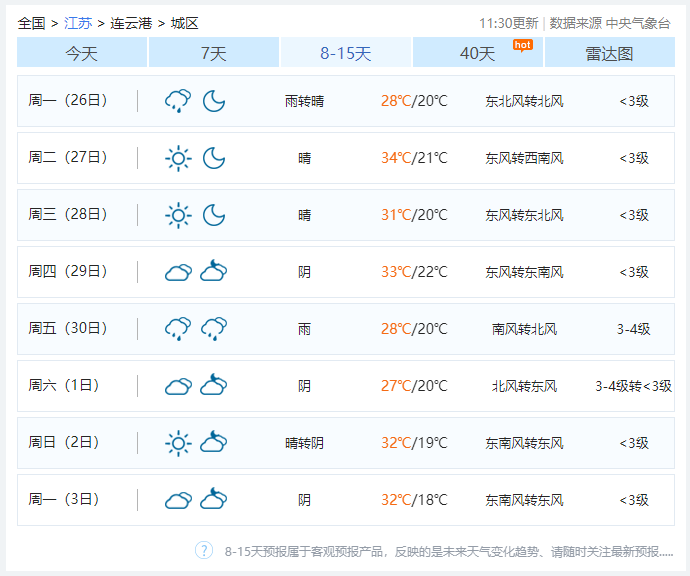 全国 > 江苏 > 连云港 > 城区 11:30更新 | 数据来源 中央气象台
今天 7天 8-15天 40天 hot 雷达图
周一（26日） 雨转晴 28℃/20℃ 东北风转北风 <3级
周二（27日） 晴 34℃/21℃ 东风转西南风 <3级
周三（28日） 晴 31℃/20℃ 东风转东北风 <3级
周四（29日） 阴 33℃/22℃ 东风转东南风 <3级
周五（30日） 雨 28℃/20℃ 南风转北风 3-4级
周六（1日） 阴 27℃/20℃ 北风转东风 3-4级转<3级
周日（2日） 晴转阴 32℃/19℃ 东南风转东风 <3级
周一（3日） 阴 32℃/18℃ 东南风转东风 <3级
? 8-15天预报属于客观预报产品，反映的是未来天气变化趋势、请随时关注最新预报.....